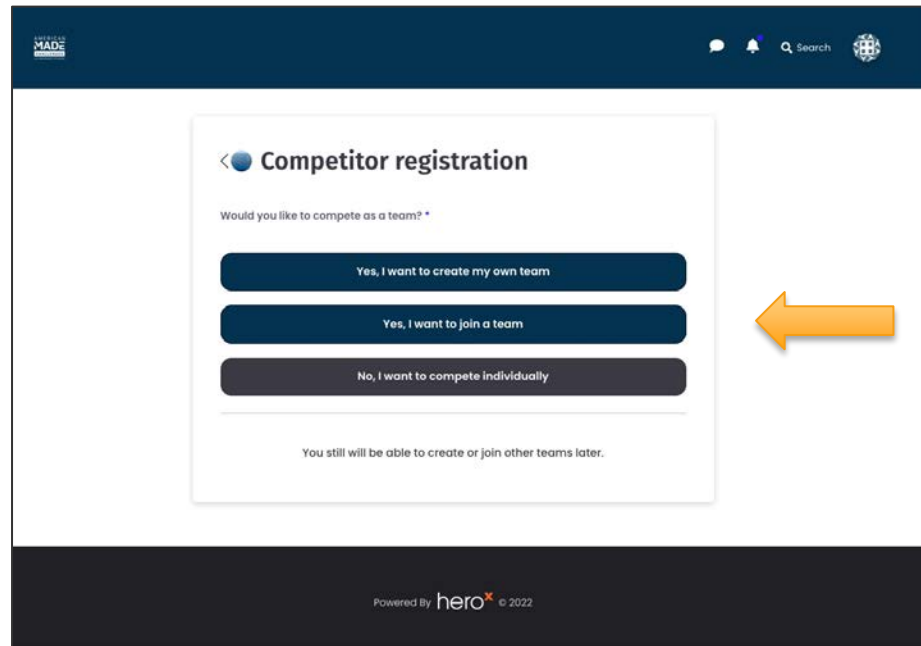 AMERICAN
MADE
CHALLENGES
Search
Competitor registration
Would you like to compete as a team? *
Yes, I want to create my own team
Yes, I want to join a team
No, I want to compete individually
You still will be able to create or join other teams later.
Powered By herox © 2022